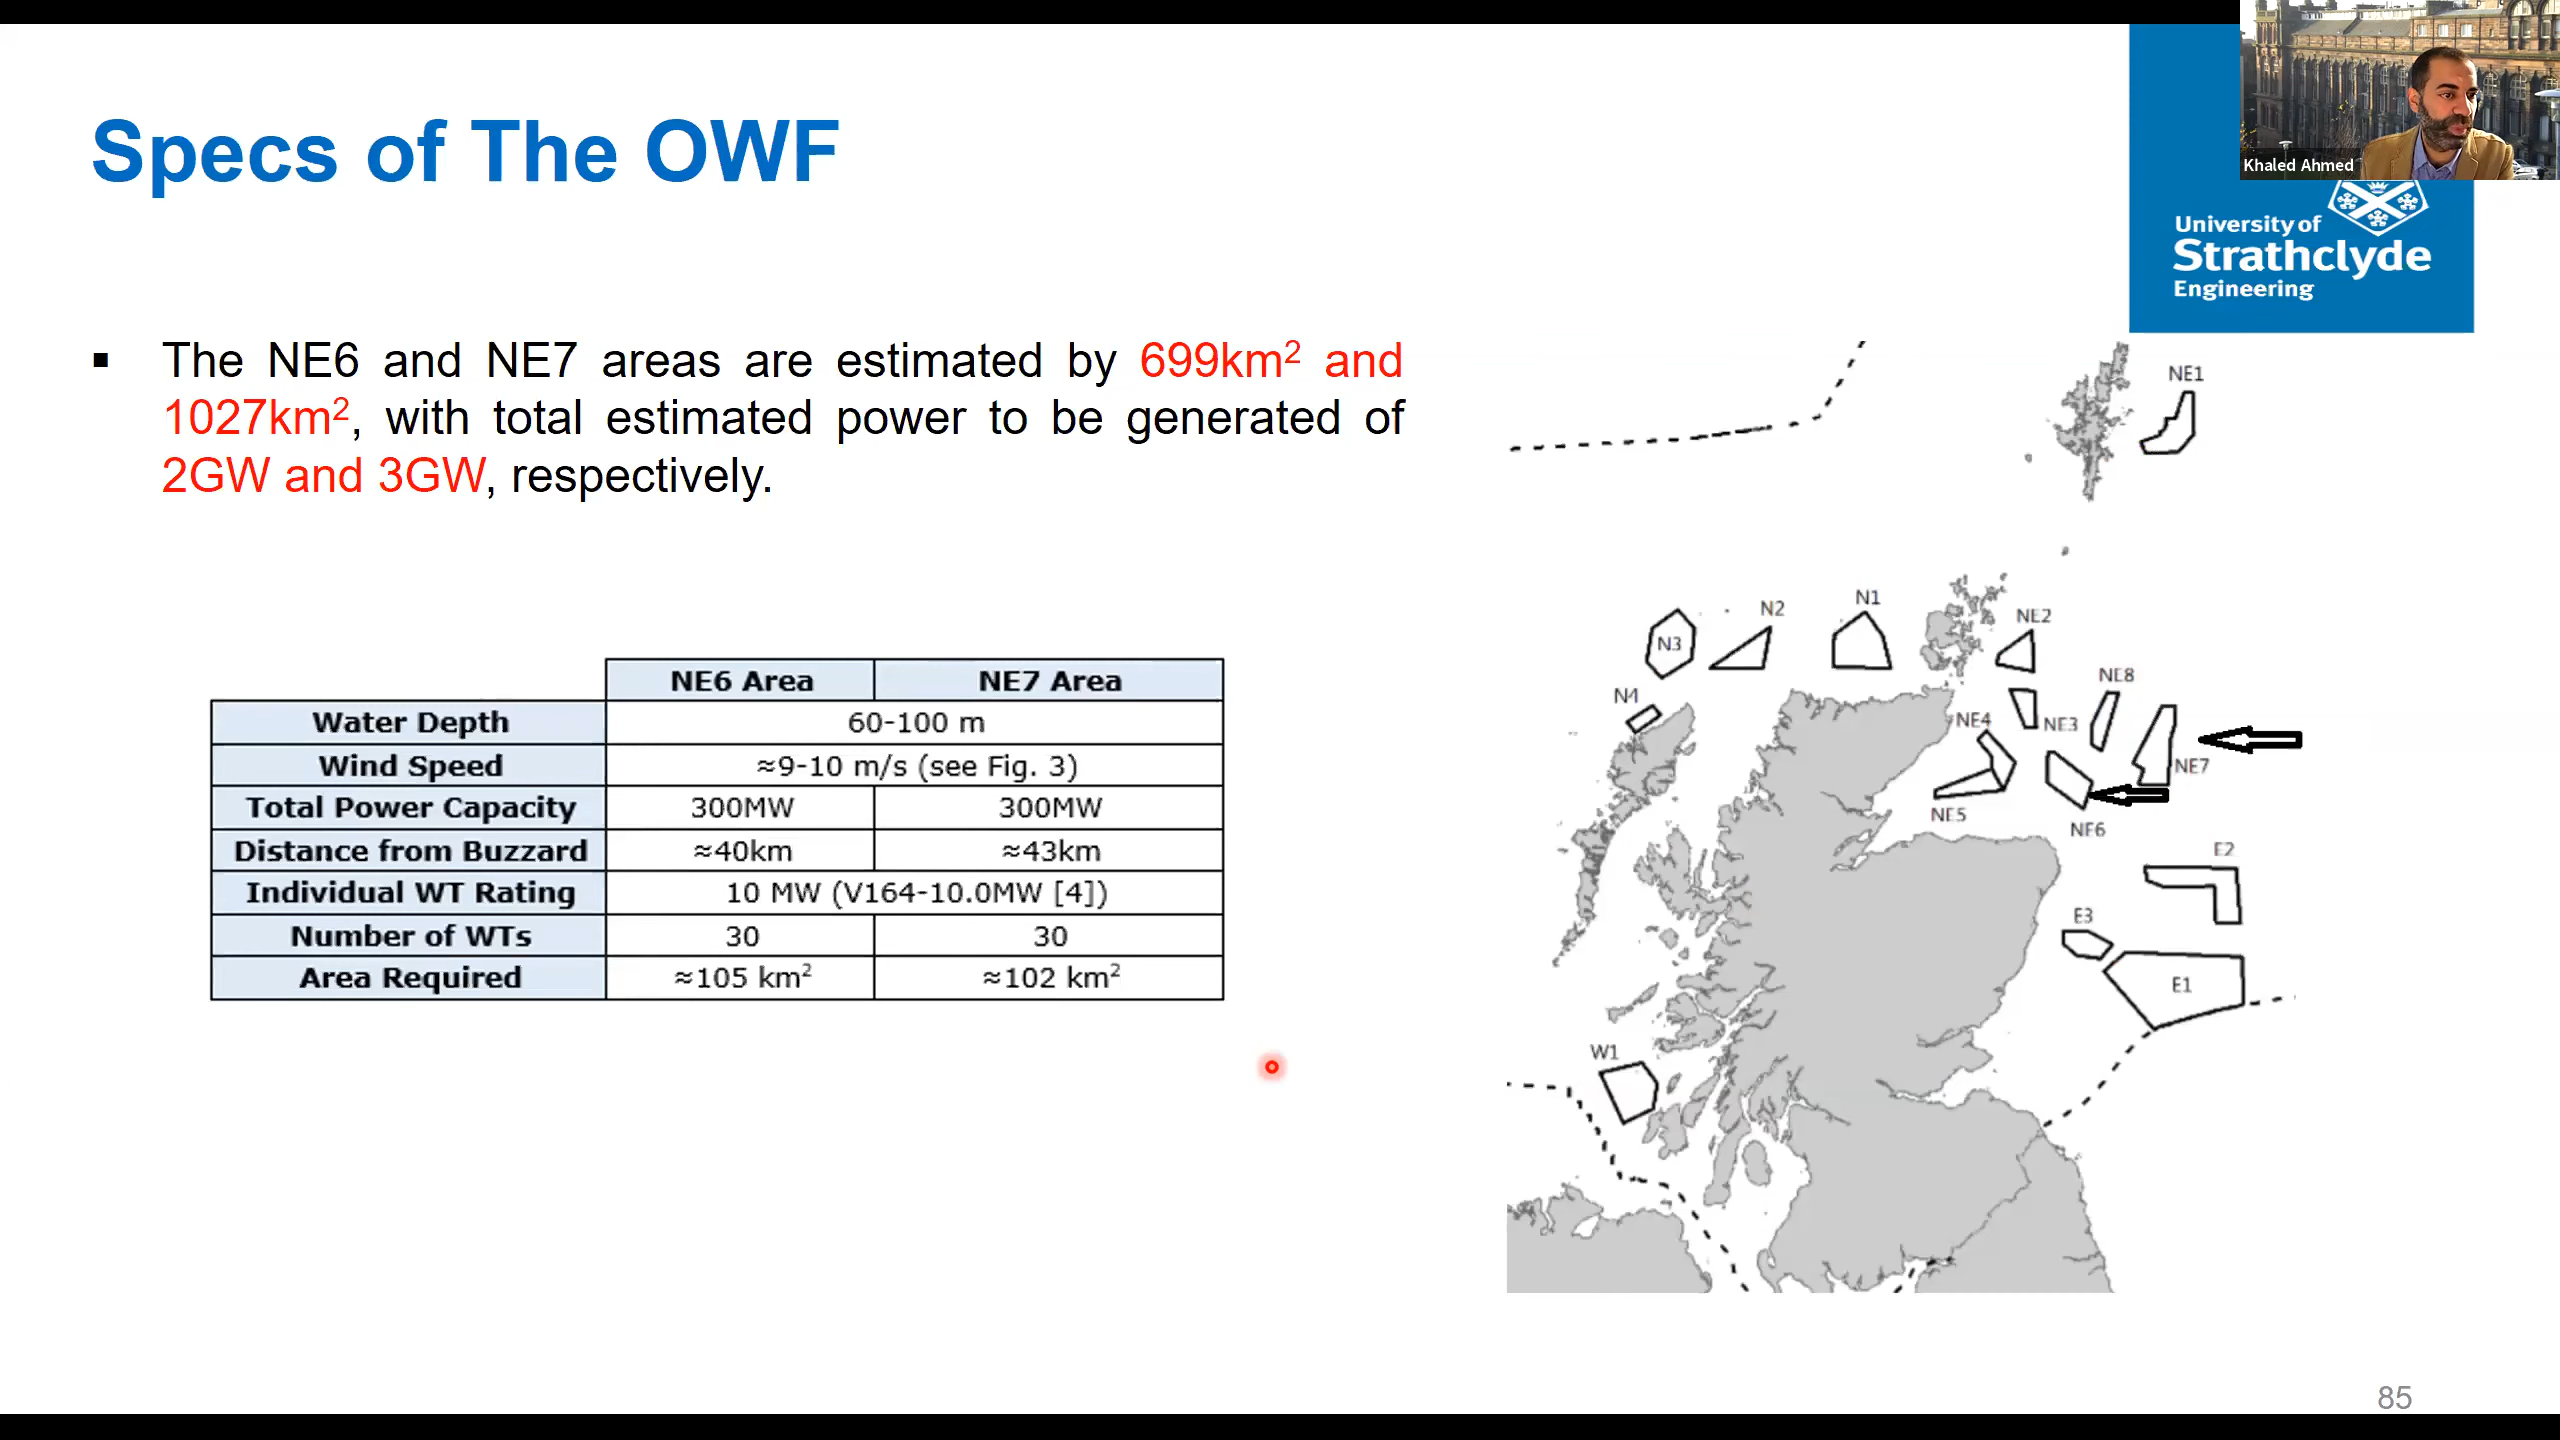 Khaled Ahmed
Specs of The OWF
University of
Strathclyde
Engineering
▪ The NE6 and NE7 areas are estimated by 699km² and
1027km², with total estimated power to be generated of
2GW and 3GW, respectively.
NE6 Area NE7 Area
Water Depth 60-100 m
Wind Speed ≈9-10 m/s (see Fig. 3)
Total Power Capacity 300MW 300MW
Distance from Buzzard ≈40km ≈43km
Individual WT Rating 10 MW (V164-10.0MW [4])
Number of WTs 30 30
Area Required ≈105 km² ≈102 km²
NE1
N1
N2
NE2
N3
NE8
N4
NE4
NE3
NE7
NE5
NE6
E2
E3
E1
W1
85